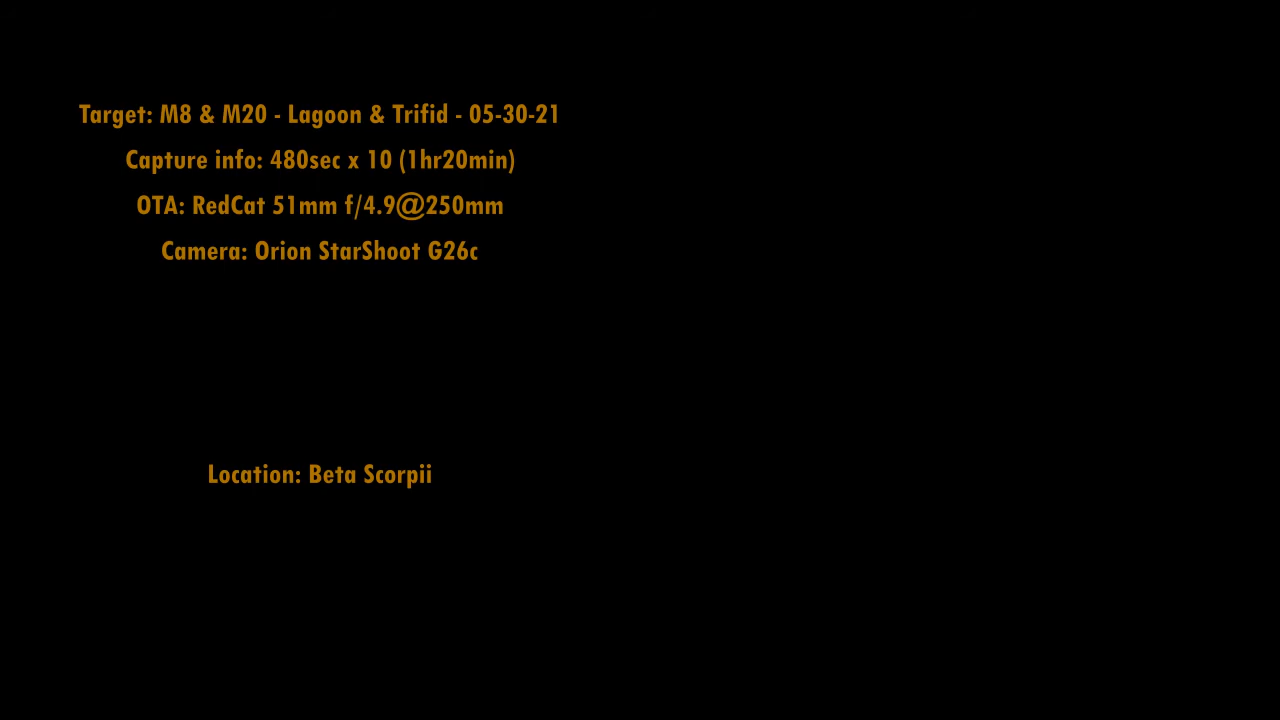 Target: M8 & M20 - Lagoon & Trifid - 05-30-21
Capture info: 480sec x 10 (1hr20min)
OTA: RedCat 51mm f/4.9@250mm
Camera: Orion StarShoot G26c
Location: Beta Scorpii